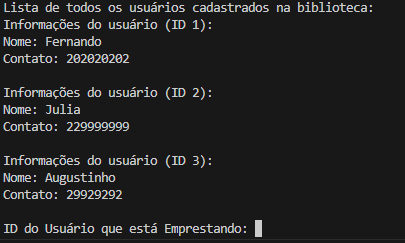 Lista de todos os usuários cadastrados na biblioteca:
Informações do usuário (ID 1):
Nome: Fernando
Contato: 202020202
Informações do usuário (ID 2):
Nome: Julia
Contato: 229999999
Informações do usuário (ID 3):
Nome: Augustinho
Contato: 29929292
ID do Usuário que está Emprestando: